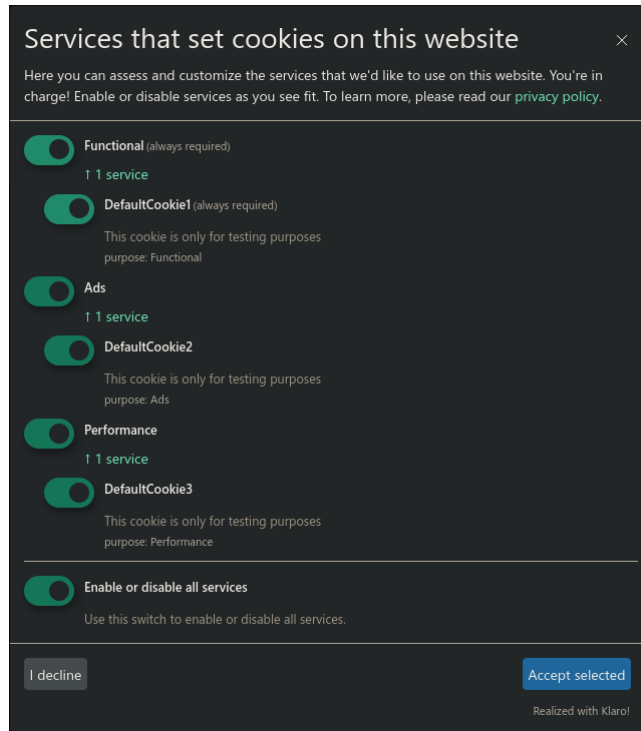 Services that set cookies on this website
Here you can assess and customize the services that we'd like to use on this website. You're in
charge! Enable or disable services as you see fit. To learn more, please read our privacy policy.
Functional (always required)
↑ 1 service
DefaultCookie1 (always required)
This cookie is only for testing purposes
purpose: Functional
Ads
↑ 1 service
DefaultCookie2
This cookie is only for testing purposes
purpose: Ads
Performance
↑ 1 service
DefaultCookie3
This cookie is only for testing purposes
purpose: Performance
Enable or disable all services
Use this switch to enable or disable all services.
I decline
Accept selected
Realized with Klaro!